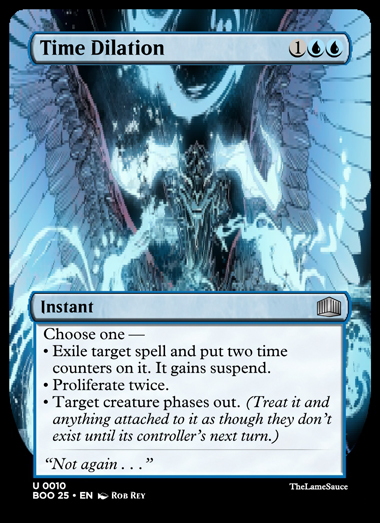 Time Dilation 1
Instant
Choose one —
• Exile target spell and put two time
counters on it. It gains suspend.
• Proliferate twice.
• Target creature phases out. (Treat it and
anything attached to it as though they don't
exist until its controller's next turn.)
"Not again . . ."
U 0010
BOO 25 • EN Rob Rey
TheLameSauce